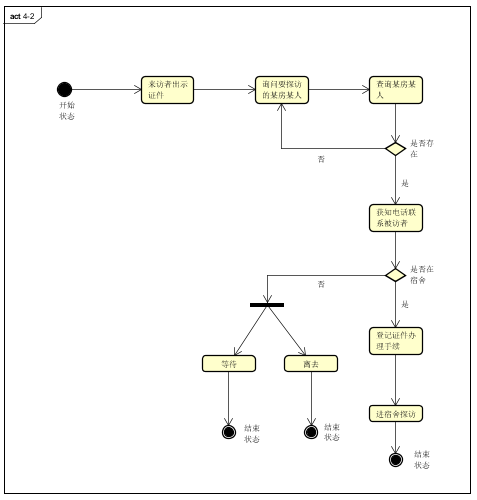 act 4-2
来访者出示
证件
询问要探访
的某房某人
查询某房某
人
开始
状态
是否存
在
否
是
获知电话联
系被访者
是否在
宿舍
否
是
登记证件办
理手续
等待
离去
进宿舍探访
结束
状态
结束
状态
结束
状态